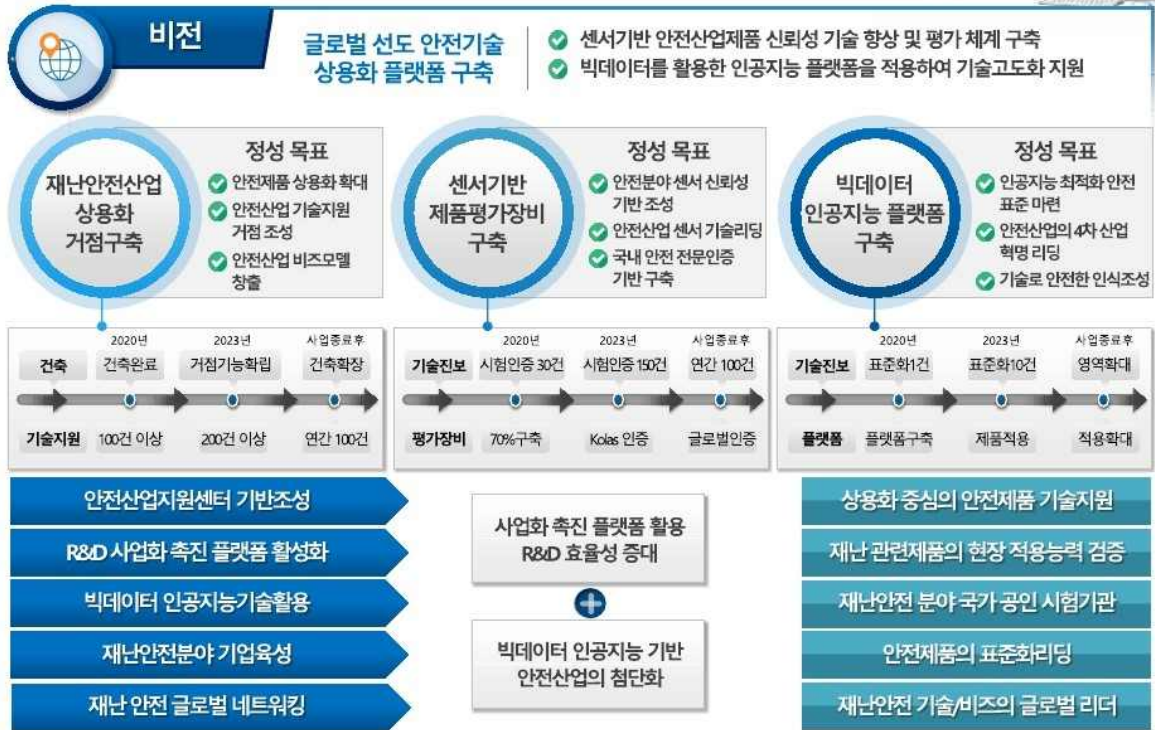 비전
글로벌 선도 안전기술
상용화 플랫폼 구축
센서기반 안전산업제품 신뢰성 기술 향상 및 평가 체계 구축
빅데이터를 활용한 인공지능 플랫폼을 적용하여 기술고도화 지원
재난안전산업
상용화
거점구축
정성 목표
안전제품 상용화 확대
안전산업 기술지원
거점 조성
안전산업 비즈모델
창출
센서기반
제품평가장비
구축
정성 목표
안전분야 센서 신뢰성
기반 조성
안전산업 센서 기술리딩
국내 안전 전문인증
기반 구축
빅데이터
인공지능 플랫폼
구축
정성 목표
인공지능 최적화 안전
표준 마련
안전산업의 4차 산업
혁명 리딩
기술로 안전한 인식조성
2020년 2023년 사업종료후
건축 건축완료 거점기능확립 건축확장
기술지원 100건 이상 200건 이상 연간 100건
2020년 2023년 사업종료후
기술진보 시험인증 30건 시험인증 150건 연간 100건
평가장비 70%구축 Kolas 인증 글로벌인증
2020년 2023년 사업종료후
기술진보 표준화1건 표준화10건 영역확대
플랫폼 플랫폼구축 제품적용 적용확대
안전산업지원센터 기반조성
R&D 사업화 촉진 플랫폼 활성화
빅데이터 인공지능기술활용
재난안전분야 기업육성
재난 안전 글로벌 네트워킹
사업화 촉진 플랫폼 활용
R&D 효율성 증대
빅데이터 인공지능 기반
안전산업의 첨단화
상용화 중심의 안전제품 기술지원
재난 관련제품의 현장 적용능력 검증
재난안전 분야 국가 공인 시험기관
안전제품의 표준화리딩
재난안전 기술/비즈의 글로벌 리더